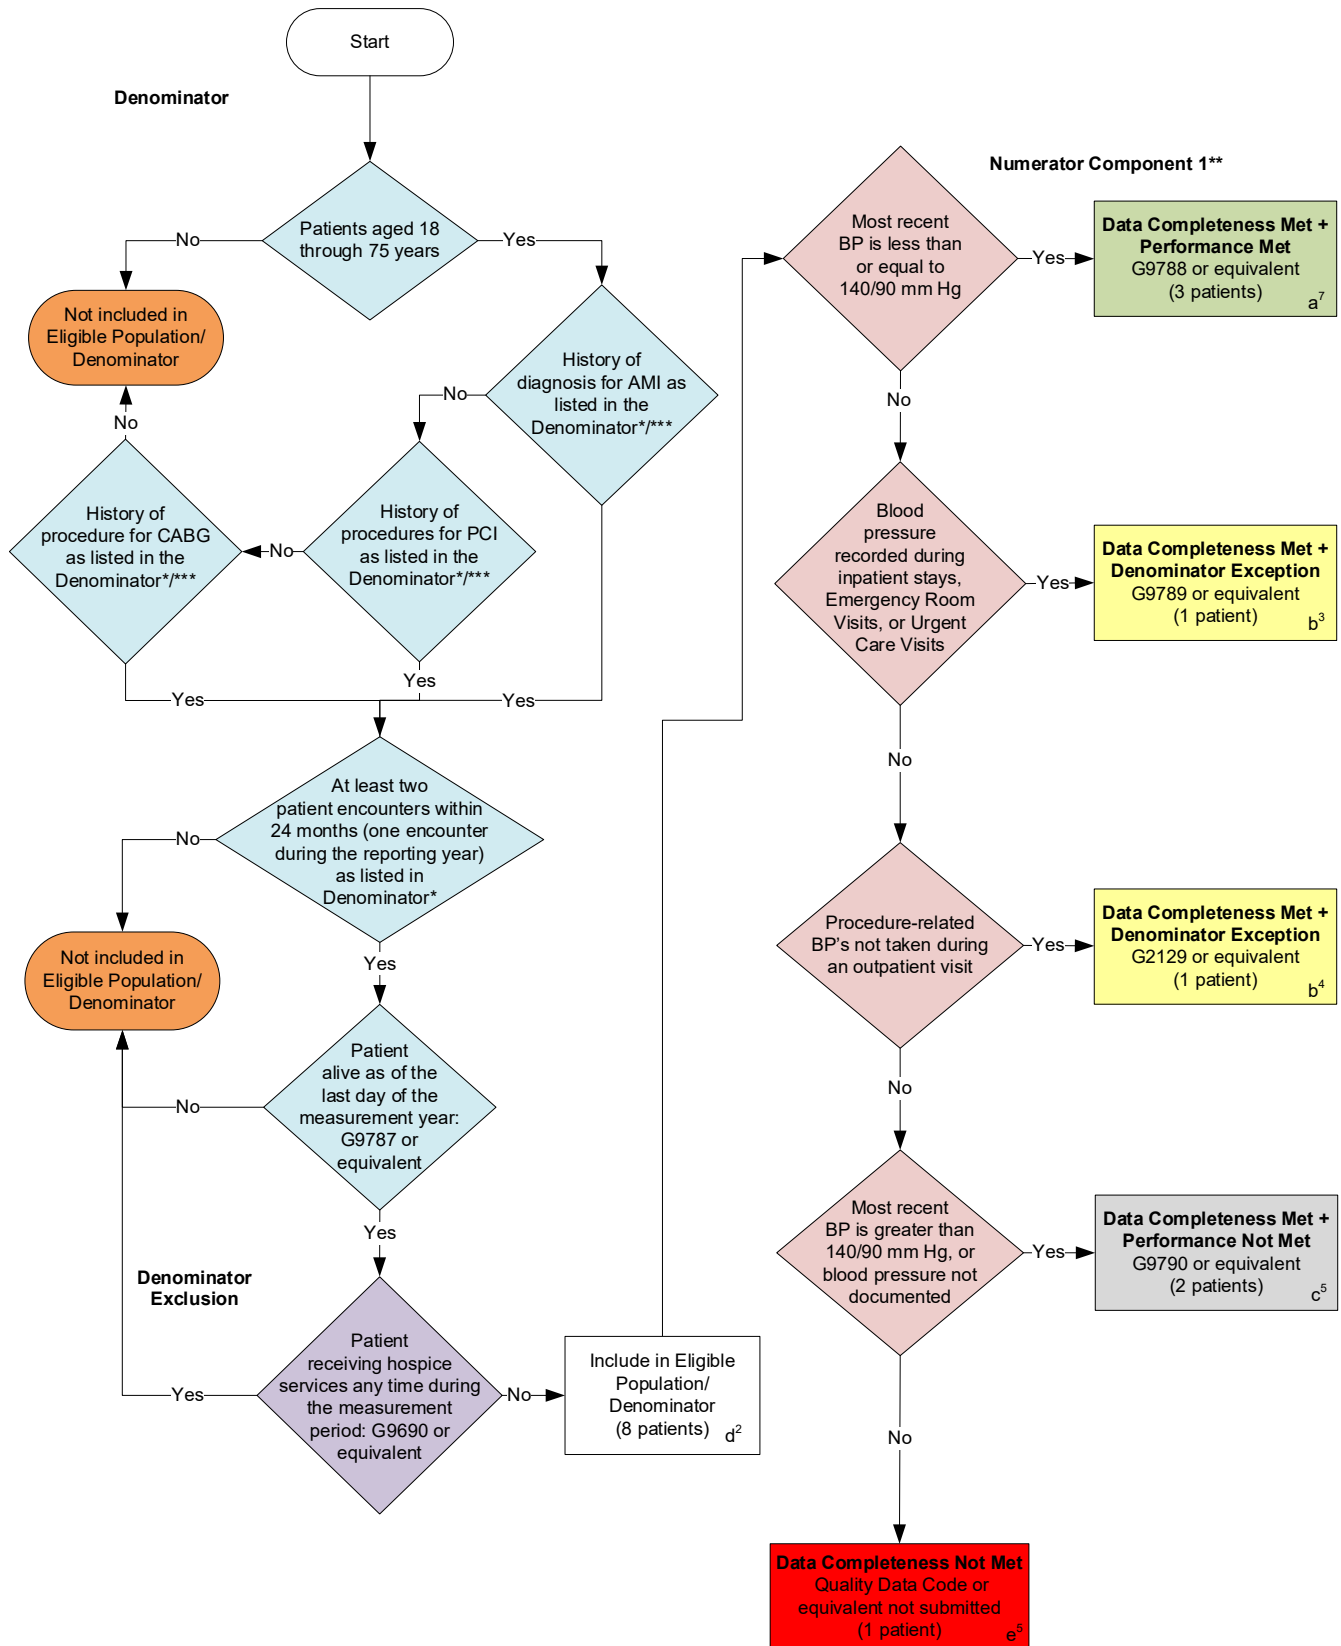 Start
Denominator
Patients aged 18
through 75 years
No
Yes
Not included in
Eligible Population/
Denominator
History of
diagnosis for AMI as
listed in the
Denominator*/***
No
No
History of
procedure for CABG
as listed in the
Denominator*/***
No
History of
procedures for PCI
as listed in the
Denominator*/***
Yes
Yes
Yes
At least two
patient encounters within
24 months (one encounter
during the reporting year)
as listed in
Denominator*
No
Not included in
Eligible Population/
Denominator
Yes
Patient
alive as of the
last day of the
measurement year:
G9787 or
equivalent
No
Yes
Denominator
Exclusion
Patient
receiving hospice
services any time during
the measurement
period: G9690 or
equivalent
Yes
No
Include in Eligible
Population/
Denominator
(8 patients) d²
Numerator Component 1**
Most recent
BP is less than
or equal to
140/90 mm Hg
Yes
Data Completeness Met +
Performance Met
G9788 or equivalent
(3 patients)
a⁷
No
Blood
pressure
recorded during
inpatient stays,
Emergency Room
Visits, or Urgent
Care Visits
Yes
Data Completeness Met +
Denominator Exception
G9789 or equivalent
(1 patient)
b³
No
Procedure-related
BP's not taken during
an outpatient visit
Yes
Data Completeness Met +
Denominator Exception
G2129 or equivalent
(1 patient)
b⁴
No
Most recent
BP is greater than
140/90 mm Hg, or
blood pressure not
documented
Yes
Data Completeness Met +
Performance Not Met
G9790 or equivalent
(2 patients)
c⁵
No
Data Completeness Not Met
Quality Data Code or
equivalent not submitted
(1 patient)
e⁵